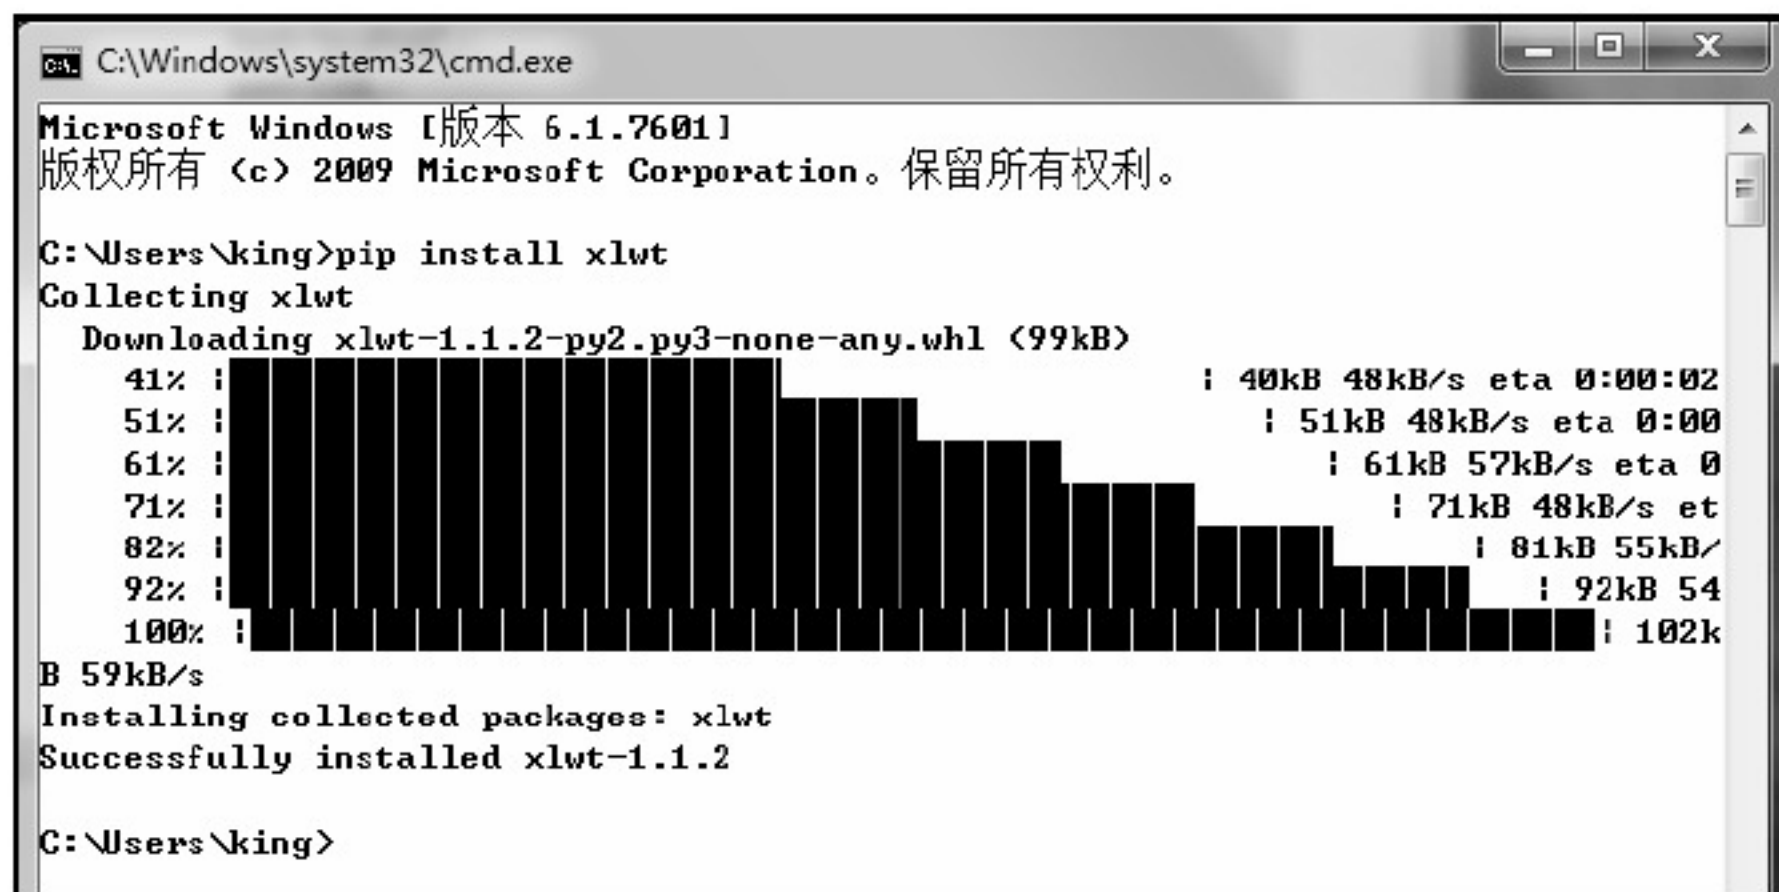 C:\Windows\system32\cmd.exe
Microsoft Windows [版本 6.1.7601]
版权所有 (c) 2009 Microsoft Corporation。保留所有权利。
C:\Users\king>pip install xlwt
Collecting xlwt
Downloading xlwt-1.1.2-py2.py3-none-any.whl (99kB)
41% | | 40kB 48kB/s eta 0:00:02
51% | | 51kB 48kB/s eta 0:00
61% | | 61kB 57kB/s eta 0
71% | | 71kB 48kB/s et
82% | | 81kB 55kB/
92% | | 92kB 54
100% | | 102k
B 59kB/s
Installing collected packages: xlwt
Successfully installed xlwt-1.1.2
C:\Users\king>